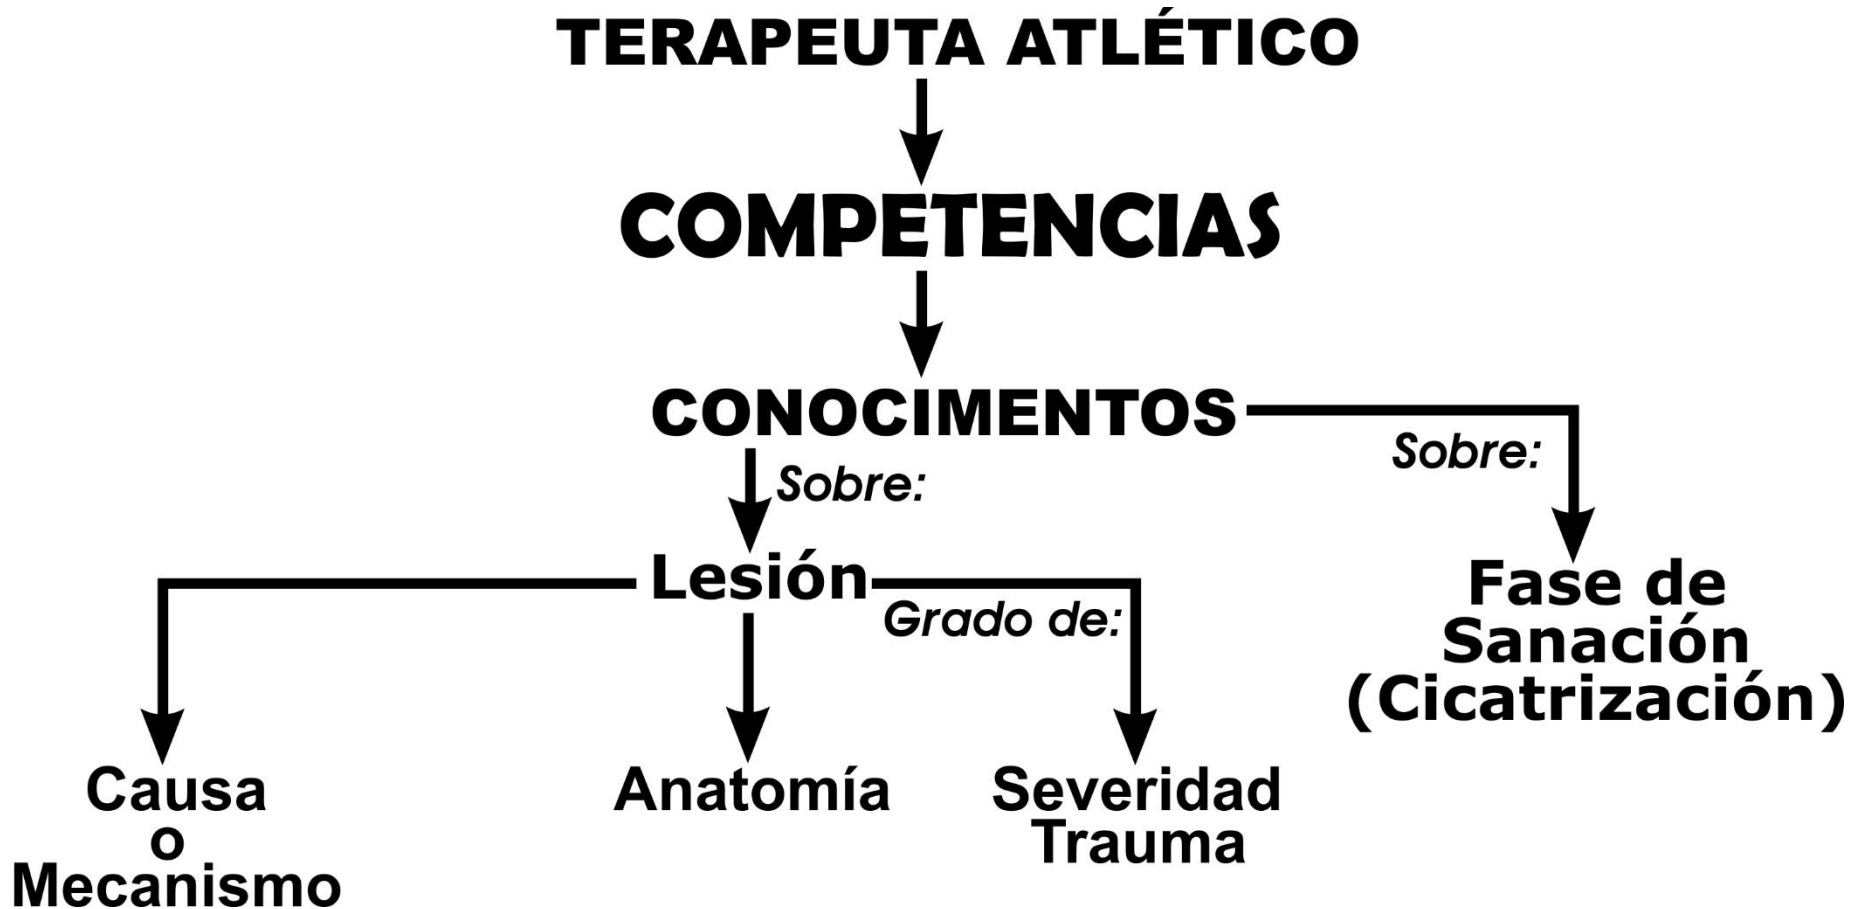 TERAPEUTA ATLÉTICO
COMPETENCIAS
CONOCIMENTOS
Sobre:
Sobre:
Lesión
Grado de:
Fase de
Sanación
(Cicatrización)
Causa
o
Mecanismo
Anatomía
Severidad
Trauma